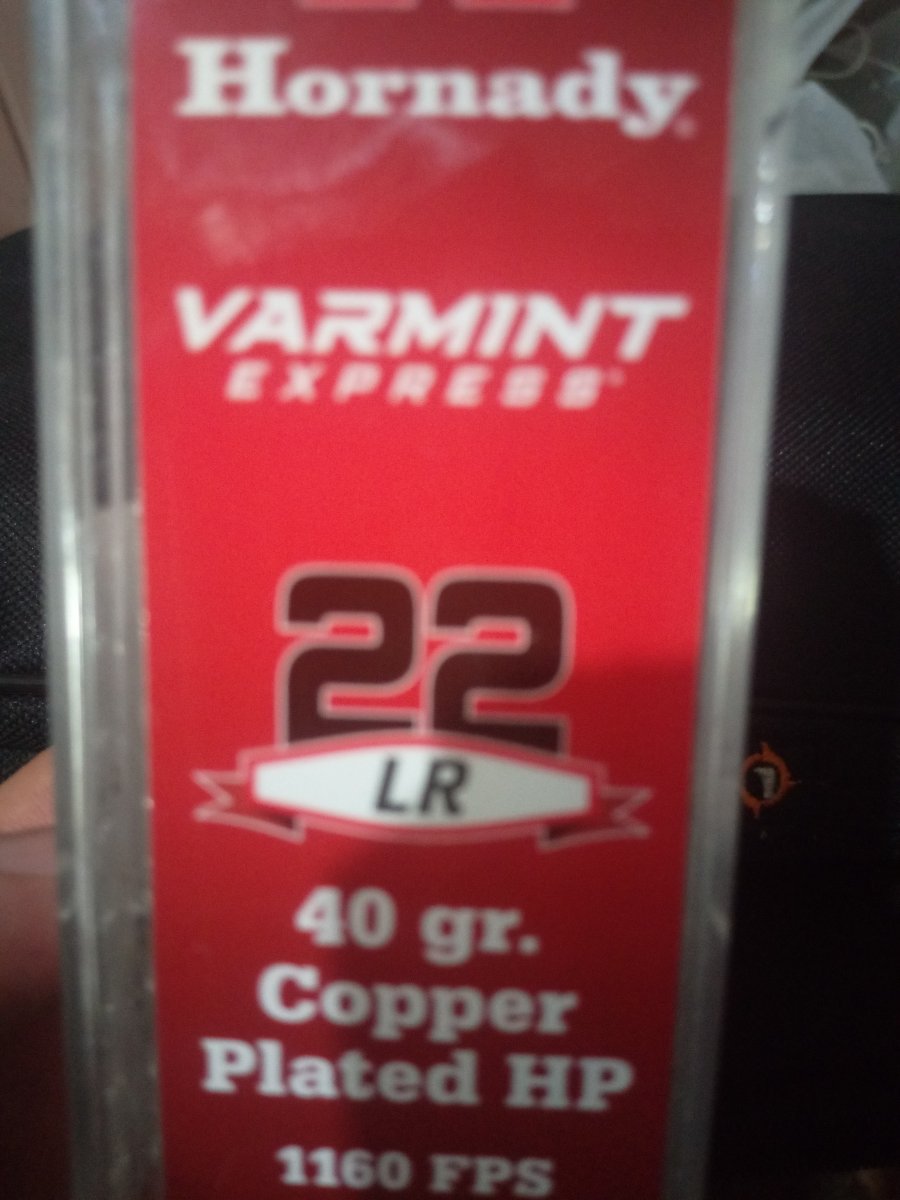 Hornady®
VARMINT
EXPRESS®
22
LR
40 gr.
Copper
Plated HP
1160 FPS